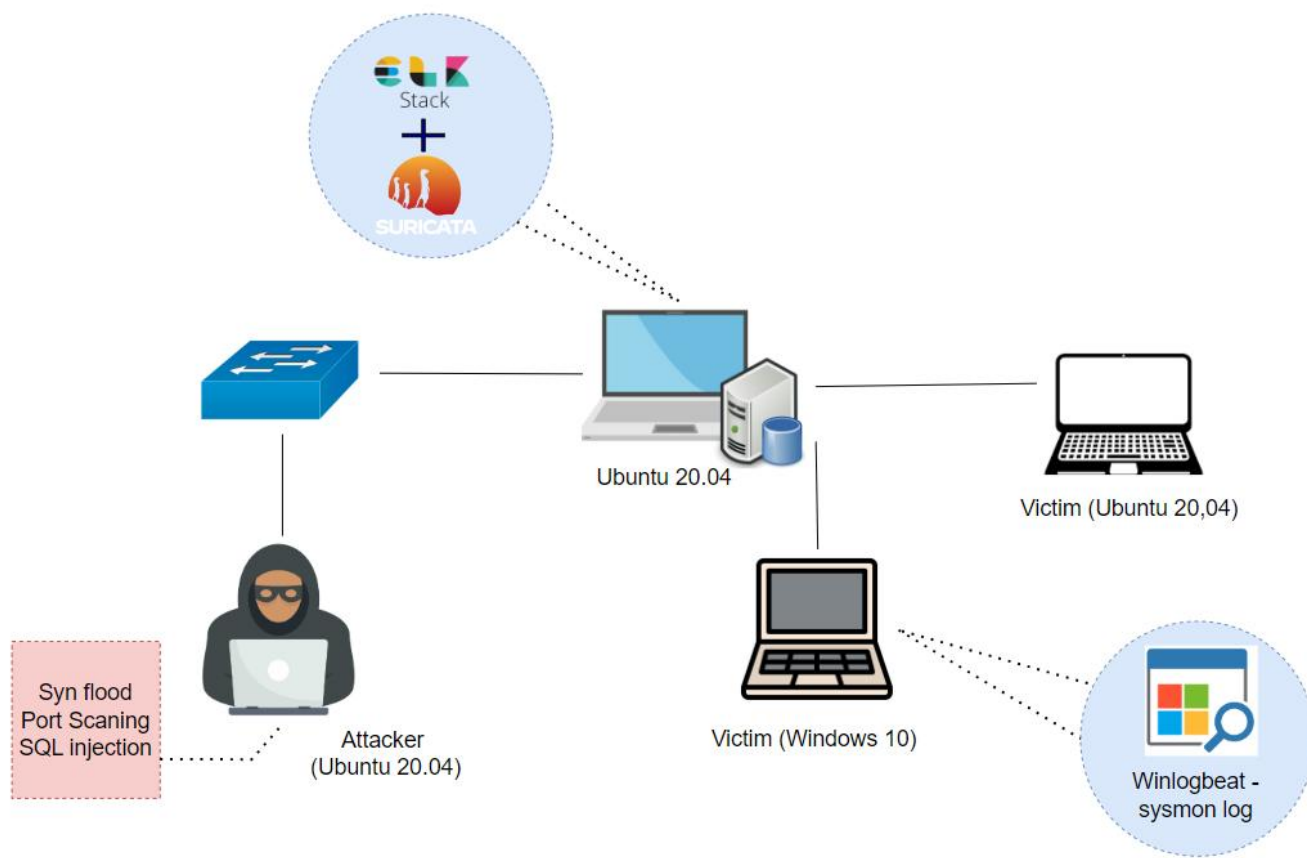 ELK
Stack
SURICATA
Ubuntu 20.04
Victim (Ubuntu 20,04)
Syn flood
Port Scaning
SQL injection
Attacker
(Ubuntu 20.04)
Victim (Windows 10)
Winlogbeat -
sysmon log